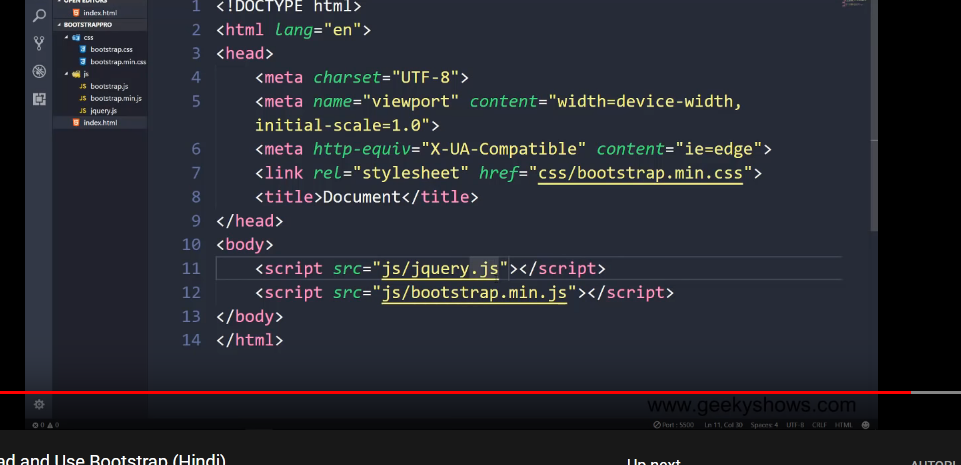 OPEN EDITORS
index.html
BOOTSTRAPPRO
css
bootstrap.css
bootstrap.min.css
js
JS bootstrap.js
JS bootstrap.min.js
JS jquery.js
index.html
1 <!DOCTYPE html>
2 <html lang="en">
3 <head>
4 <meta charset="UTF-8">
5 <meta name="viewport" content="width=device-width,
initial-scale=1.0">
6 <meta http-equiv="X-UA-Compatible" content="ie=edge">
7 <link rel="stylesheet" href="css/bootstrap.min.css">
8 <title>Document</title>
9 </head>
10 <body>
11 <script src="js/jquery.js"></script>
12 <script src="js/bootstrap.min.js"></script>
13 </body>
14 </html>
www.geekyshows.com
0 0 Port : 5500 Ln 11, Col 30 Spaces: 4 UTF-8 CRLF HTML
ad and Use Bootstrap (Hindi)
Up next
AUTOPL